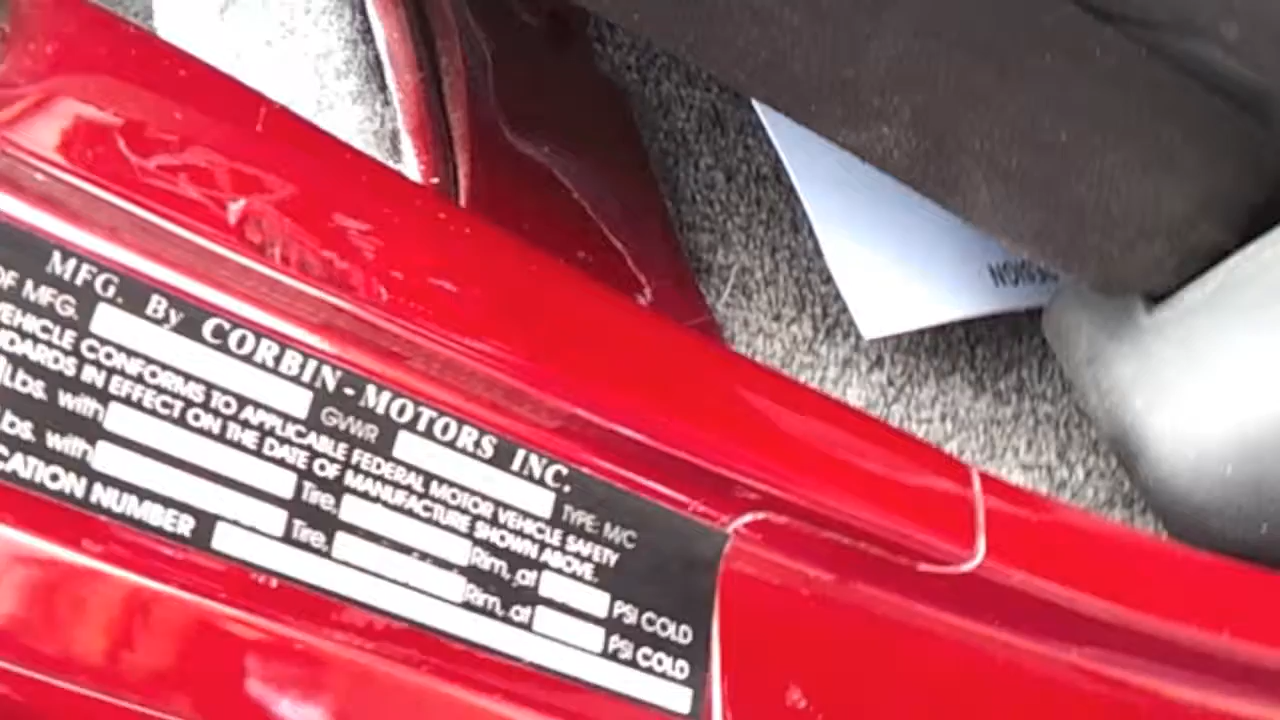 MFG. By CORBIN-MOTORS INC.
OF MFG. GVWR TYPE: M/C
VEHICLE CONFORMS TO APPLICABLE FEDERAL MOTOR VEHICLE SAFETY
IN EFFECT ON THE DATE OF MANUFACTURE SHOWN ABOVE.
Lbs. with Tire, Rim, at PSI COLD
Lbs. with Tire, Rim, at PSI COLD
NUMBER